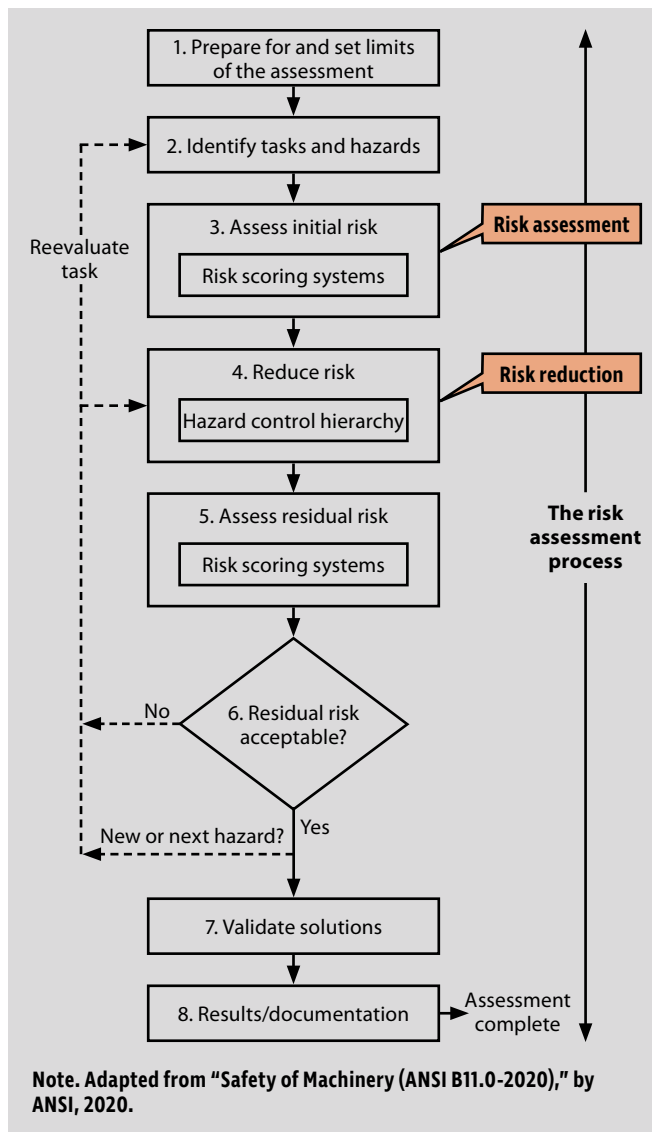 1. Prepare for and set limits
of the assessment
2. Identify tasks and hazards
3. Assess initial risk
Risk assessment
Reevaluate
task
Risk scoring systems
4. Reduce risk
Risk reduction
Hazard control hierarchy
5. Assess residual risk
The risk
assessment
process
Risk scoring systems
No
6. Residual risk
acceptable?
Yes
New or next hazard?
7. Validate solutions
8. Results/documentation
Assessment
complete
Note. Adapted from “Safety of Machinery (ANSI B11.0-2020),” by
ANSI, 2020.